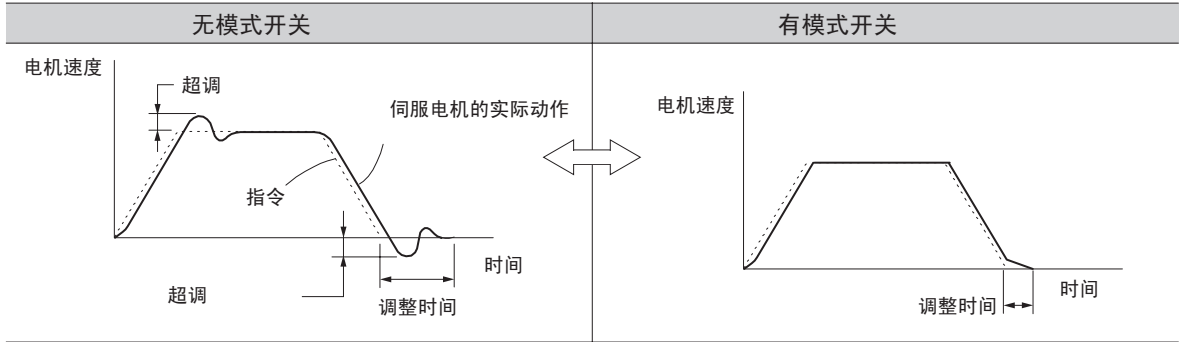 无模式开关
有模式开关
电机速度
超调
伺服电机的实际动作
指令
超调
调整时间
时间
电机速度
调整时间
时间